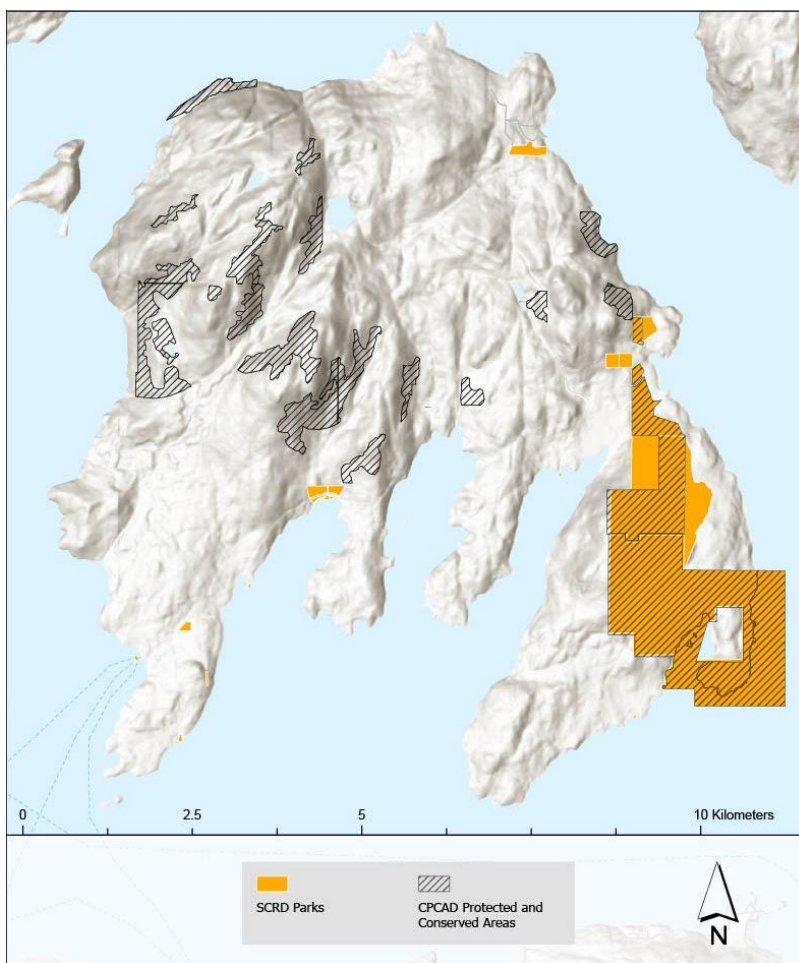 0 2.5 5 10 Kilometers
SCRD Parks
CPCAD Protected and
Conserved Areas
N